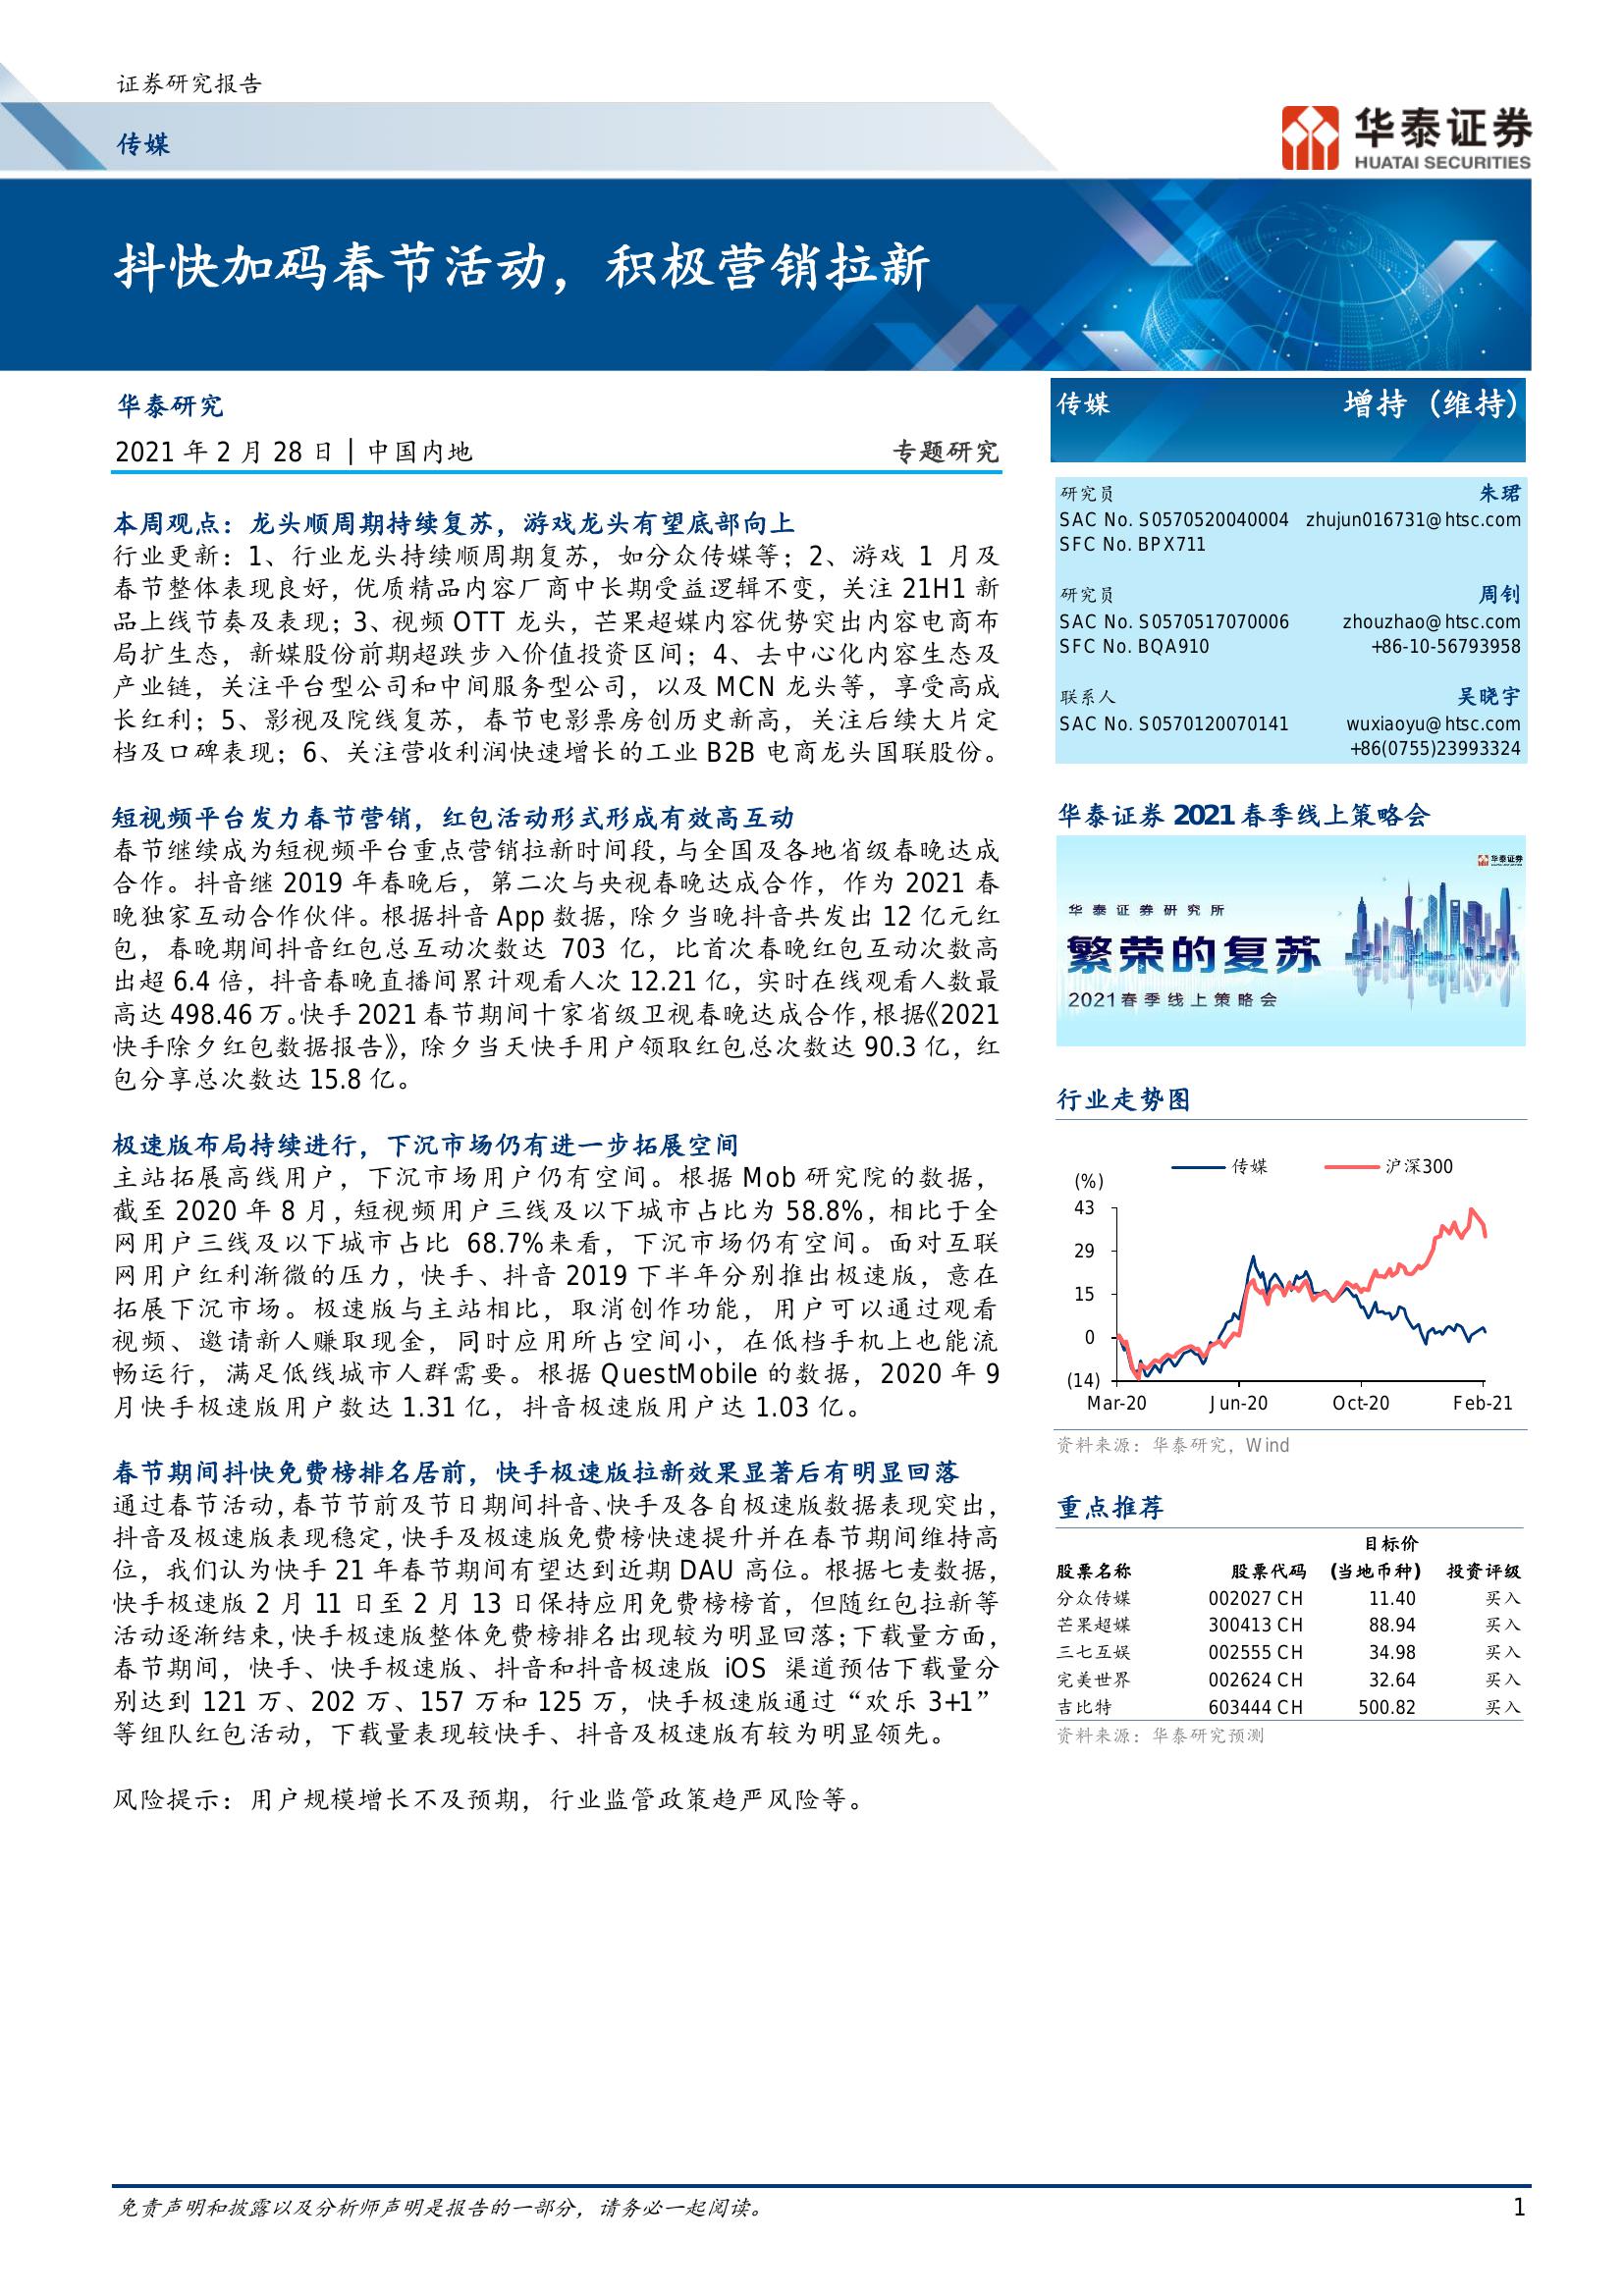 证券研究报告
传媒
华泰证券
HUATAI SECURITIES
抖快加码春节活动，积极营销拉新
华泰研究
2021 年 2 月 28 日│中国内地
专题研究
本周观点：龙头顺周期持续复苏，游戏龙头有望底部向上
行业更新：1、行业龙头持续顺周期复苏，如分众传媒等；2、游戏 1 月及
春节整体表现良好，优质精品内容厂商中长期受益逻辑不变，关注 21H1 新
品上线节奏及表现；3、视频 OTT 龙头，芒果超媒内容优势突出内容电商布
局扩生态，新媒股份前期超跌步入价值投资区间；4、去中心化内容生态及
产业链，关注平台型公司和中间服务型公司，以及 MCN 龙头等，享受高成
长红利；5、影视及院线复苏，春节电影票房创历史新高，关注后续大片定
档及口碑表现；6、关注营收利润快速增长的工业 B2B 电商龙头国联股份。
短视频平台发力春节营销，红包活动形式形成有效高互动
春节继续成为短视频平台重点营销拉新时间段，与全国及各地省级春晚达成
合作。抖音继 2019 年春晚后，第二次与央视春晚达成合作，作为 2021 春
晚独家互动合作伙伴。根据抖音 App 数据，除夕当晚抖音共发出 12 亿元红
包，春晚期间抖音红包总互动次数达 703 亿，比首次春晚红包互动次数高
出超 6.4 倍，抖音春晚直播间累计观看人次 12.21 亿，实时在线观看人数最
高达 498.46 万。快手 2021 春节期间十家省级卫视春晚达成合作，根据《2021
快手除夕红包数据报告》，除夕当天快手用户领取红包总次数达 90.3 亿，红
包分享总次数达 15.8 亿。
极速版布局持续进行，下沉市场仍有进一步拓展空间
主站拓展高线用户，下沉市场用户仍有空间。根据 Mob 研究院的数据，
截至 2020 年 8 月，短视频用户三线及以下城市占比为 58.8%，相比于全
网用户三线及以下城市占比 68.7%来看，下沉市场仍有空间。面对互联
网用户红利渐微的压力，快手、抖音 2019 下半年分别推出极速版，意在
拓展下沉市场。极速版与主站相比，取消创作功能，用户可以通过观看
视频、邀请新人赚取现金，同时应用所占空间小，在低档手机上也能流
畅运行，满足低线城市人群需要。根据 QuestMobile 的数据，2020 年 9
月快手极速版用户数达 1.31 亿，抖音极速版用户达 1.03 亿。
春节期间抖快免费榜排名居前，快手极速版拉新效果显著后有明显回落
通过春节活动，春节节前及节日期间抖音、快手及各自极速版数据表现突出，
抖音及极速版表现稳定，快手及极速版免费榜快速提升并在春节期间维持高
位，我们认为快手 21 年春节期间有望达到近期 DAU 高位。根据七麦数据，
快手极速版 2 月 11 日至 2 月 13 日保持应用免费榜榜首，但随红包拉新等
活动逐渐结束，快手极速版整体免费榜排名出现较为明显回落；下载量方面，
春节期间，快手、快手极速版、抖音和抖音极速版 iOS 渠道预估下载量分
别达到 121 万、202 万、157 万和 125 万，快手极速版通过“欢乐 3+1”
等组队红包活动，下载量表现较快手、抖音及极速版有较为明显领先。
风险提示：用户规模增长不及预期，行业监管政策趋严风险等。
传媒 增持 (维持)
研究员 朱珺
SAC No. S0570520040004 zhujun016731@htsc.com
SFC No. BPX711
研究员 周钊
SAC No. S0570517070006 zhouzhao@htsc.com
SFC No. BQA910 +86-10-56793958
联系人 吴晓宇
SAC No. S0570120070141 wuxiaoyu@htsc.com
+86(0755)23993324
华泰证券 2021 春季线上策略会
华泰证券
华泰证券研究所
繁荣的复苏
2021春季线上策略会
行业走势图
传媒 沪深300
(%)
43
29
15
0
(14)
Mar-20 Jun-20 Oct-20 Feb-21
资料来源：华泰研究，Wind
重点推荐
目标价
股票名称 股票代码 (当地币种) 投资评级
分众传媒 002027 CH 11.40 买入
芒果超媒 300413 CH 88.94 买入
三七互娱 002555 CH 34.98 买入
完美世界 002624 CH 32.64 买入
吉比特 603444 CH 500.82 买入
资料来源：华泰研究预测
免责声明和披露以及分析师声明是报告的一部分，请务必一起阅读。
1